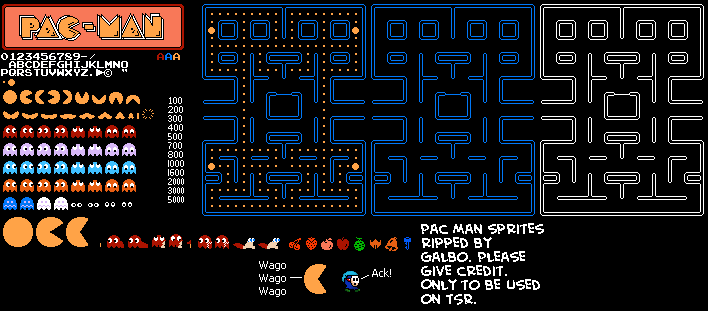 PAC-MAN
0123456789-/ AAA
ABCDEFGHIJKLMNO
PQRSTUVWXYZ.►© "
100
200
300
400
500
700
800
1000
1600
2000
3000
5000
Wago
Wago
Wago
Ack!
PAC MAN SPRITES
RIPPED BY
GALBO. PLEASE
GIVE CREDIT.
ONLY TO BE USED
ON TSR.